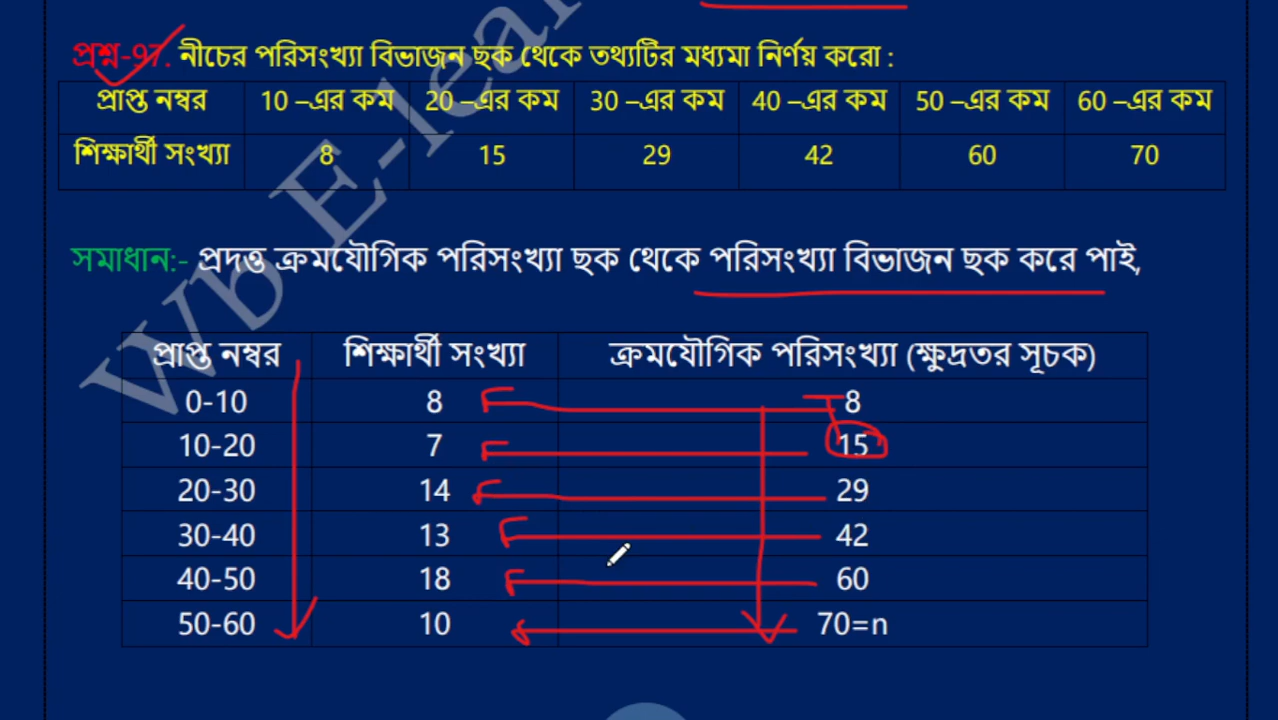 প্রশ্ন-97. নীচের পরিসংখ্যা বিভাজন ছক থেকে তথ্যটির মধ্যমা নির্ণয় করো :
প্রাপ্ত নম্বর 10 –এর কম 20 –এর কম 30 –এর কম 40 –এর কম 50 –এর কম 60 –এর কম
শিক্ষার্থী সংখ্যা 8 15 29 42 60 70
সমাধান:- প্রদত্ত ক্রমযৌগিক পরিসংখ্যা ছক থেকে পরিসংখ্যা বিভাজন ছক করে পাই,
প্রাপ্ত নম্বর শিক্ষার্থী সংখ্যা ক্রমযৌগিক পরিসংখ্যা (ক্ষুদ্রতর সূচক)
0-10 8 8
10-20 7 15
20-30 14 29
30-40 13 42
40-50 18 60
50-60 10 70=n